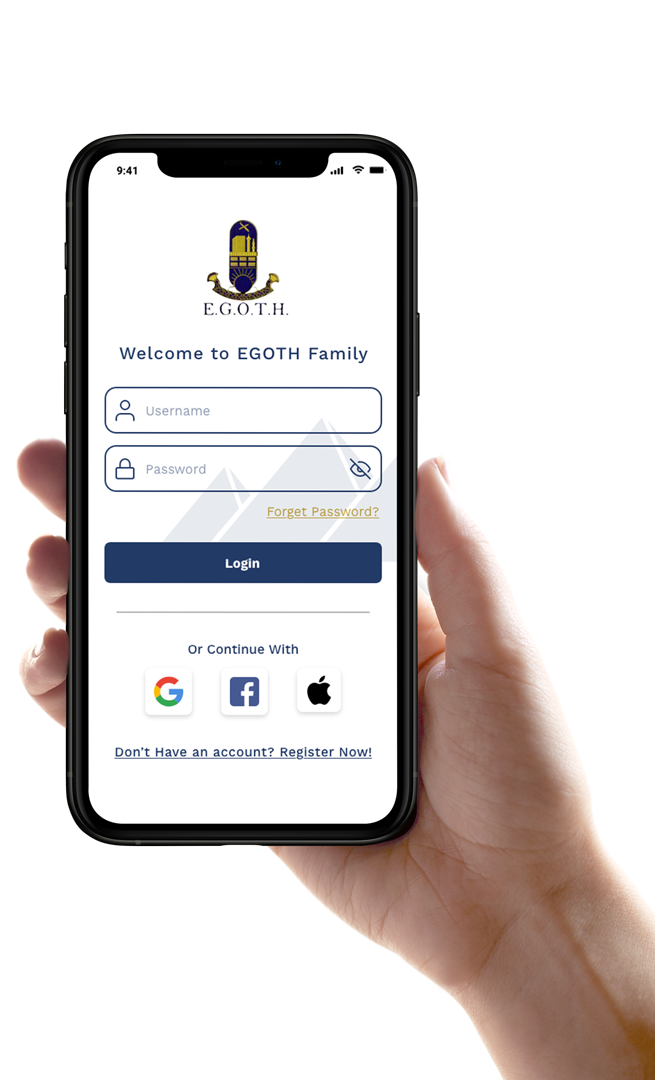 9:41
E.G.O.T.H.
Welcome to EGOTH Family
Username
Password
Forget Password?
Login
Or Continue With
Don't Have an account? Register Now!